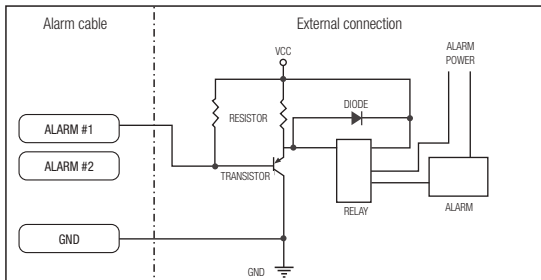 Alarm cable
External connection
VCC
ALARM
POWER
DIODE
RESISTOR
ALARM #1
ALARM #2
TRANSISTOR
RELAY
ALARM
GND
GND